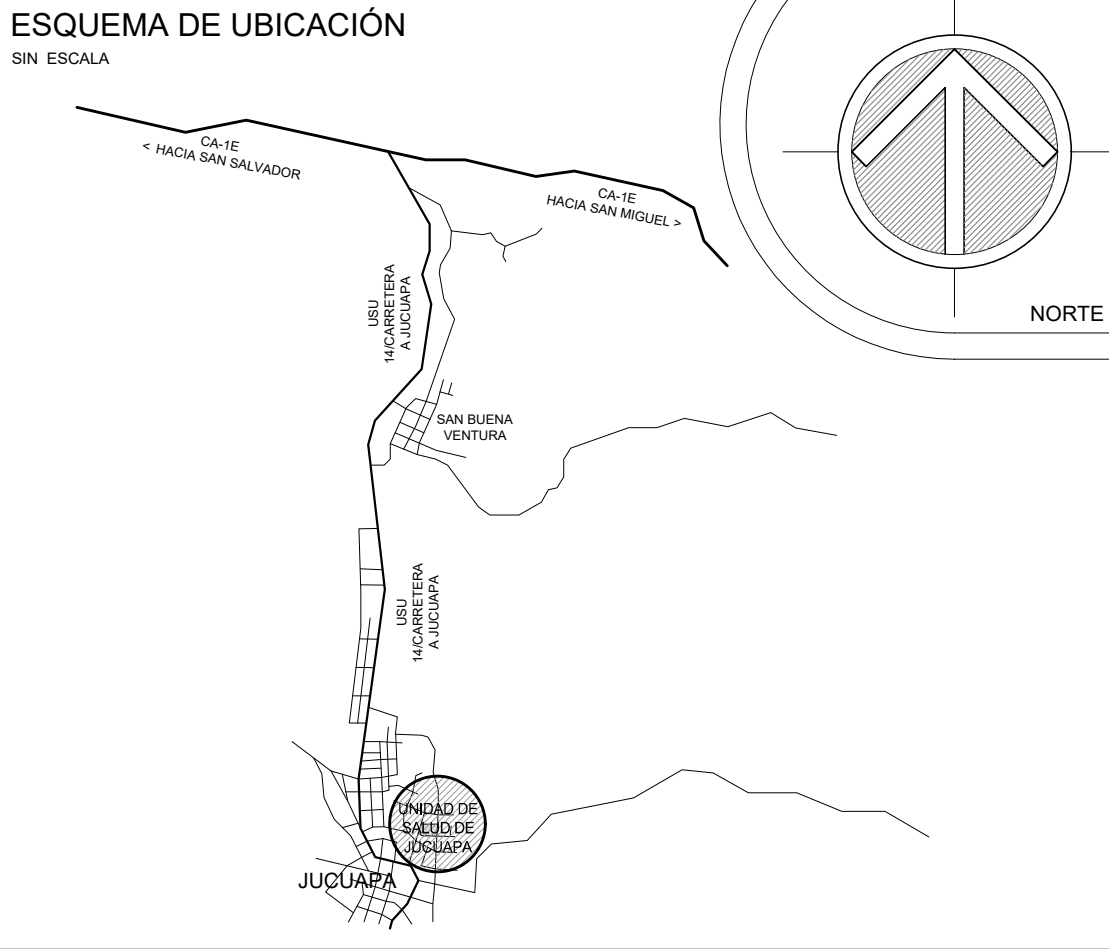 ESQUEMA DE UBICACIÓN
SIN ESCALA
CA-1E
< HACIA SAN SALVADOR
CA-1E
HACIA SAN MIGUEL >
USU
14/CARRETERA
A JUCUAPA
NORTE
SAN BUENA
VENTURA
USU
14/CARRETERA
A JUCUAPA
UNIDAD DE
SALUD DE
JUCUAPA
JUCUAPA